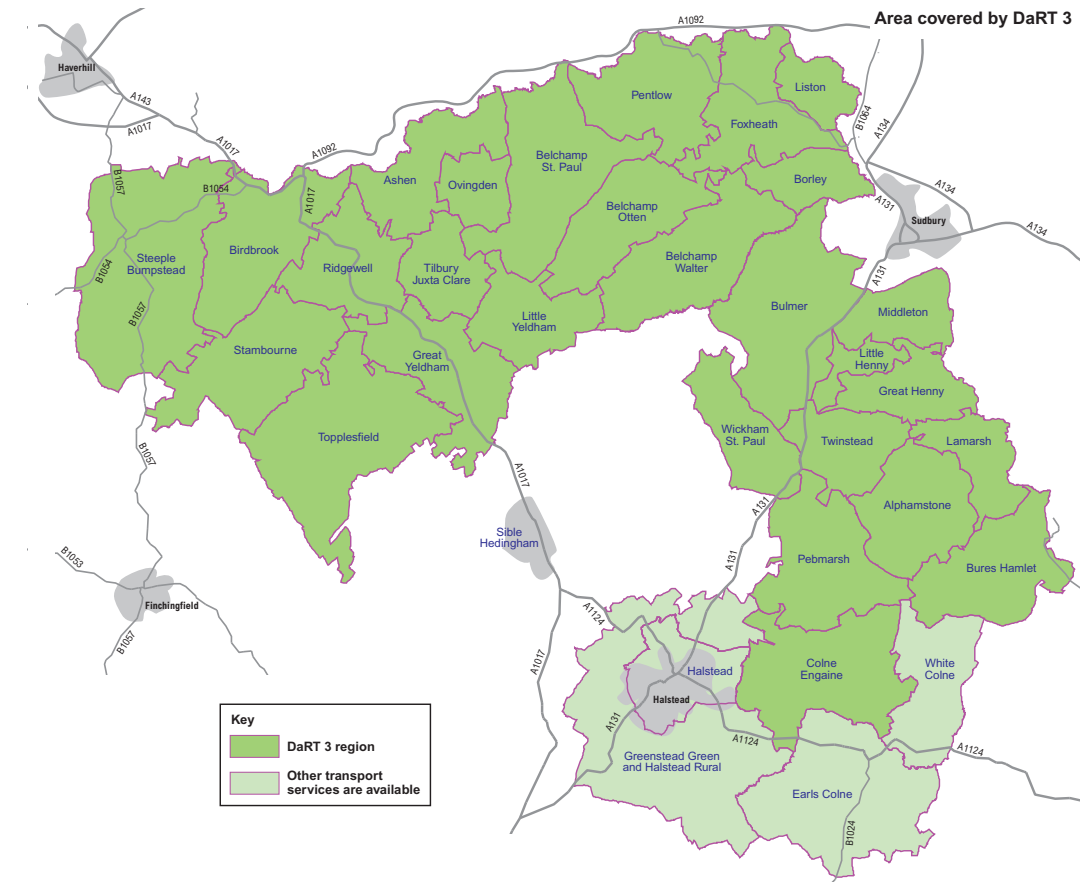 Area covered by DaRT 3
A1092
Haverhill
A143
A1017
A1017
A1092
B1064
A134
Pentlow
Liston
Foxheath
Belchamp
St. Paul
Ashen
Ovingden
Borley
B1057
B1054
A1017
A131
A134
Sudbury
A134
Belchamp
Otten
Birdbrook
Steeple
Bumpstead
B1054
Ridgewell
Tilbury
Juxta Clare
Belchamp
Walter
A131
Bulmer
Middleton
B1057
Little
Yeldham
Stambourne
Great
Yeldham
Little
Henny
Great Henny
Topplesfield
Wickham
St. Paul
Twinstead
Lamarsh
B1057
A1017
A131
Alphamstone
Sible
Hedingham
B1053
A131
Pebmarsh
Bures Hamlet
Finchingfield
A1124
B1057
A1017
Halstead
Halstead
Colne
Engaine
White
Colne
A131
A1124
A1124
Greenstead Green
and Halstead Rural
Earls Colne
B1024
Key
DaRT 3 region
Other transport
services are available